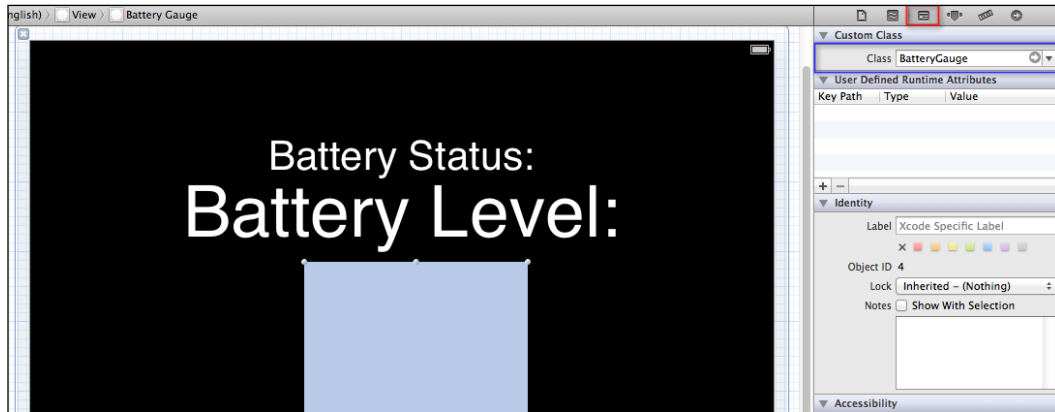 nglish) View Battery Gauge
Custom Class
Class BatteryGauge
User Defined Runtime Attributes
Key Path Type Value
Battery Status:
Battery Level:
Identity
Label Xcode Specific Label
Object ID 4
Lock Inherited – (Nothing)
Notes Show With Selection
Accessibility